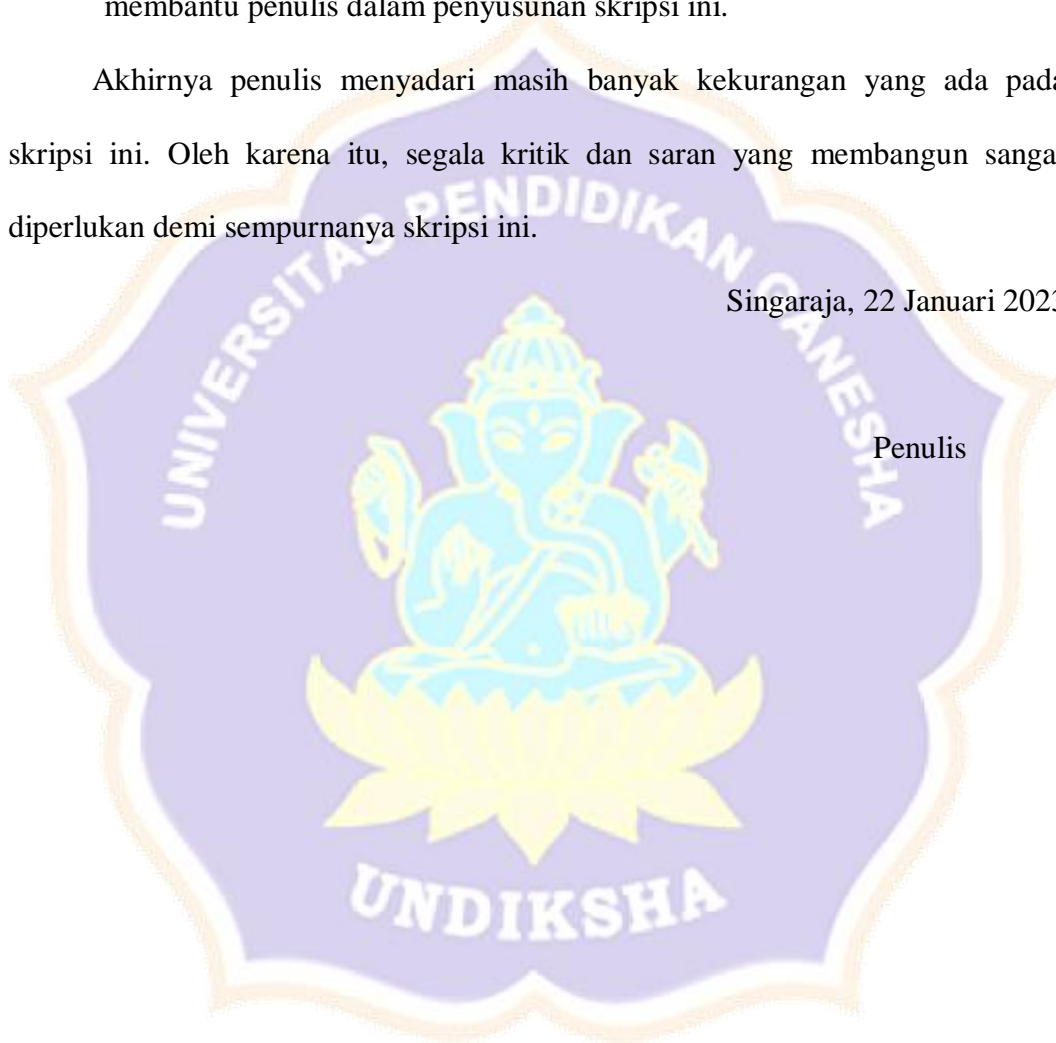 membantu penulis dalam penyusunan skripsi ini.
Akhirnya penulis menyadari masih banyak kekurangan yang ada pada
skripsi ini. Oleh karena itu, segala kritik dan saran yang membangun sanga
diperlukan demi sempurnanya skripsi ini.
Singaraja, 22 Januari 2023
Penulis
UNIVERSITAS PENDIDIKAN GANESHA
UNDIKSHA